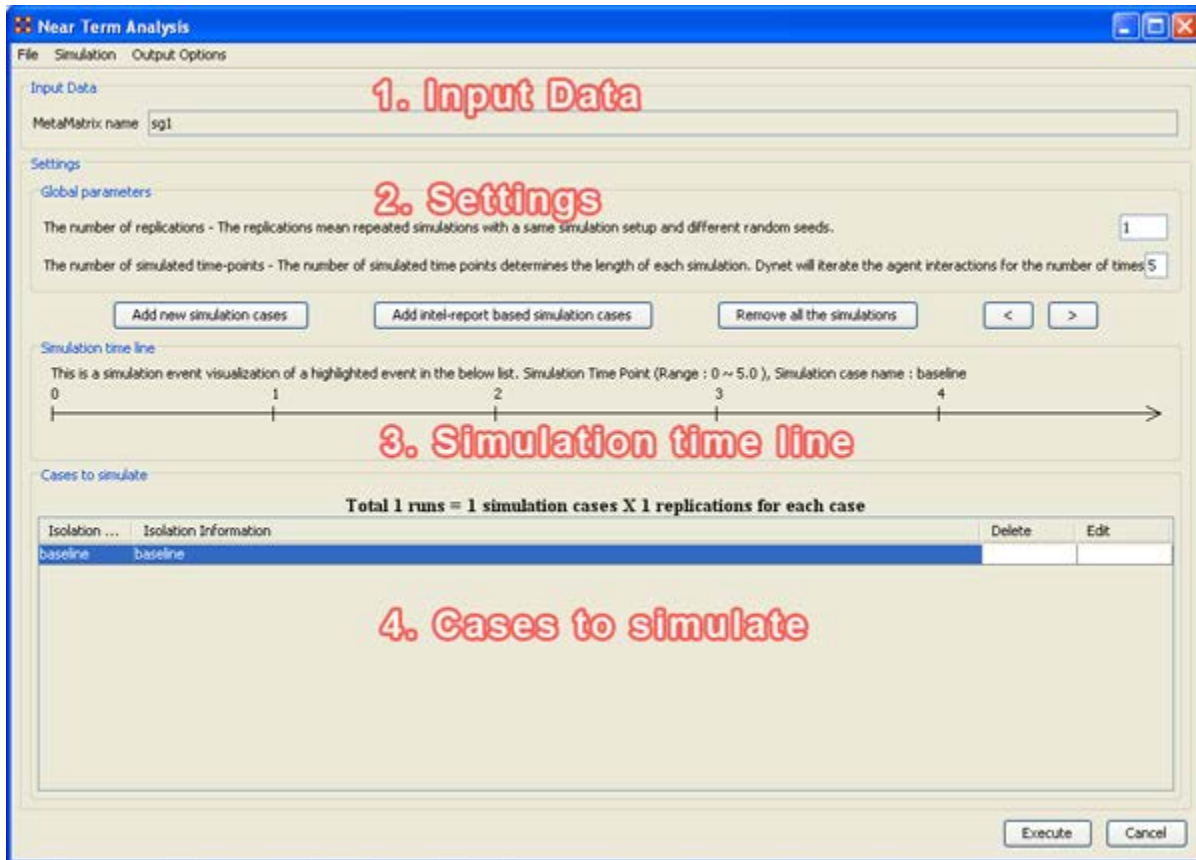 Near Term Analysis
File Simulation Output Options
Input Data
1. Input Data
MetaMatrix name sg1
Settings
Global parameters
2. Settings
The number of replications - The replications mean repeated simulations with a same simulation setup and different random seeds. 1
The number of simulated time-points - The number of simulated time points determines the length of each simulation. Dynet will iterate the agent interactions for the number of times 5
Add new simulation cases Add intel-report based simulation cases Remove all the simulations < >
Simulation time line
This is a simulation event visualization of a highlighted event in the below list. Simulation Time Point (Range : 0 ~ 5.0 ), Simulation case name : baseline
0 1 2 3 4
3. Simulation time line
Cases to simulate
Total 1 runs = 1 simulation cases X 1 replications for each case
Isolation ... Isolation Information Delete Edit
baseline baseline
4. Cases to simulate
Execute Cancel